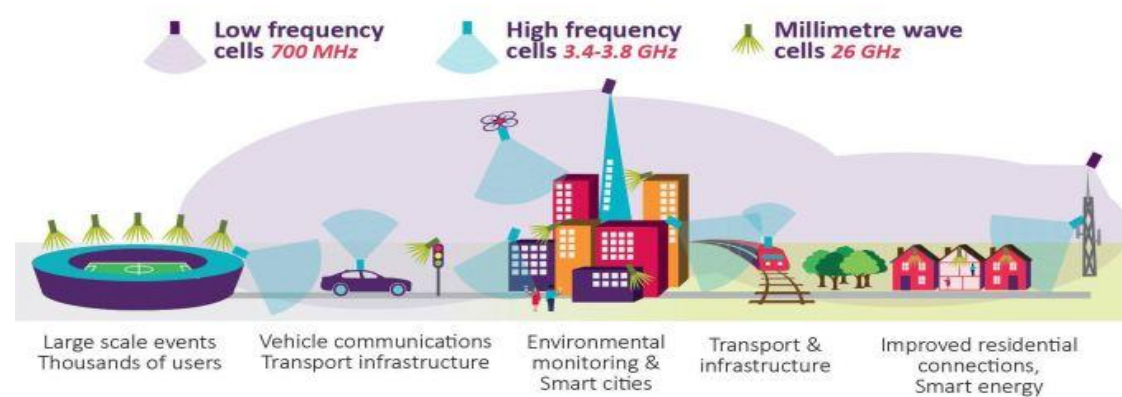 Low frequency
cells 700 MHz
High frequency
cells 3.4-3.8 GHz
Millimetre wave
cells 26 GHz
Large scale events
Thousands of users
Vehicle communications
Transport infrastructure
Environmental
monitoring &
Smart cities
Transport &
infrastructure
Improved residential
connections,
Smart energy